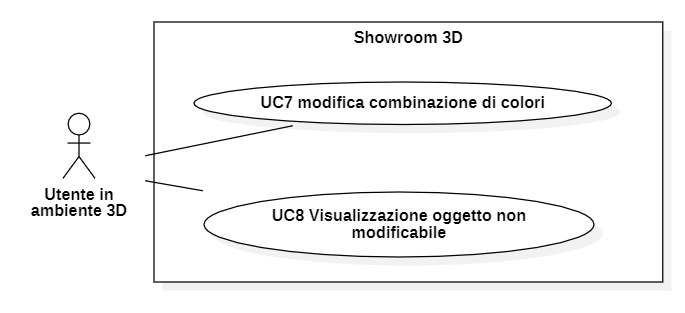 Showroom 3D
UC7 modifica combinazione di colori
Utente in
ambiente 3D
UC8 Visualizzazione oggetto non
modificabile